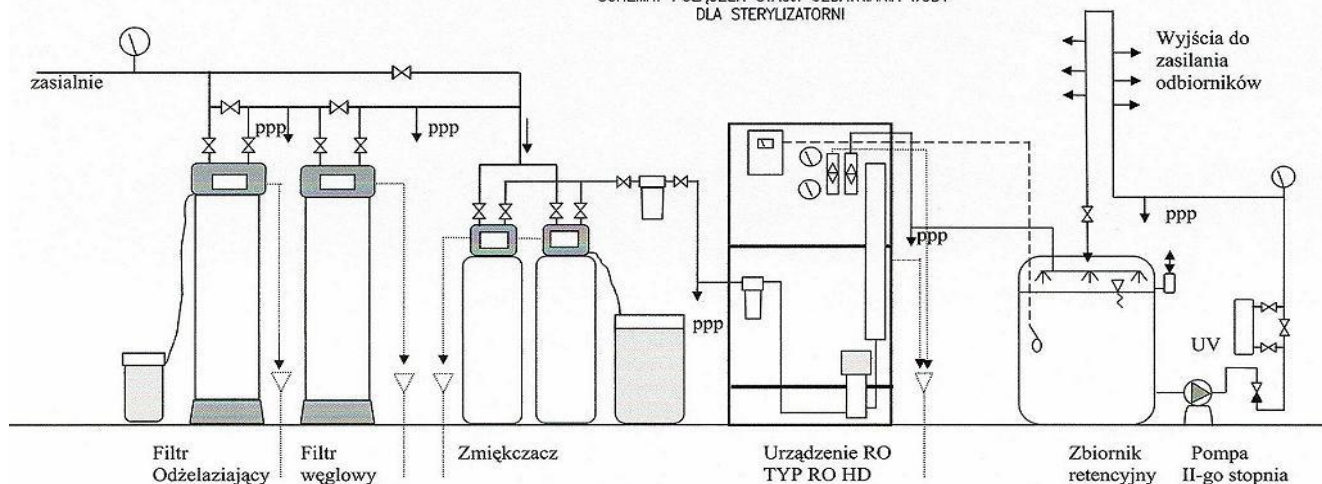 DLA STERYLIZATORNI
zasialnie
ppp
ppp
Wyjścia do
zasilania
odbiorników
ppp
ppp
ppp
UV
Filtr
Odżelaziający
Filtr
węglowy
Zmiękczacz
Urządzenie RO
TYP RO HD
Zbiornik
retencyjny
Pompa
II-go stopnia